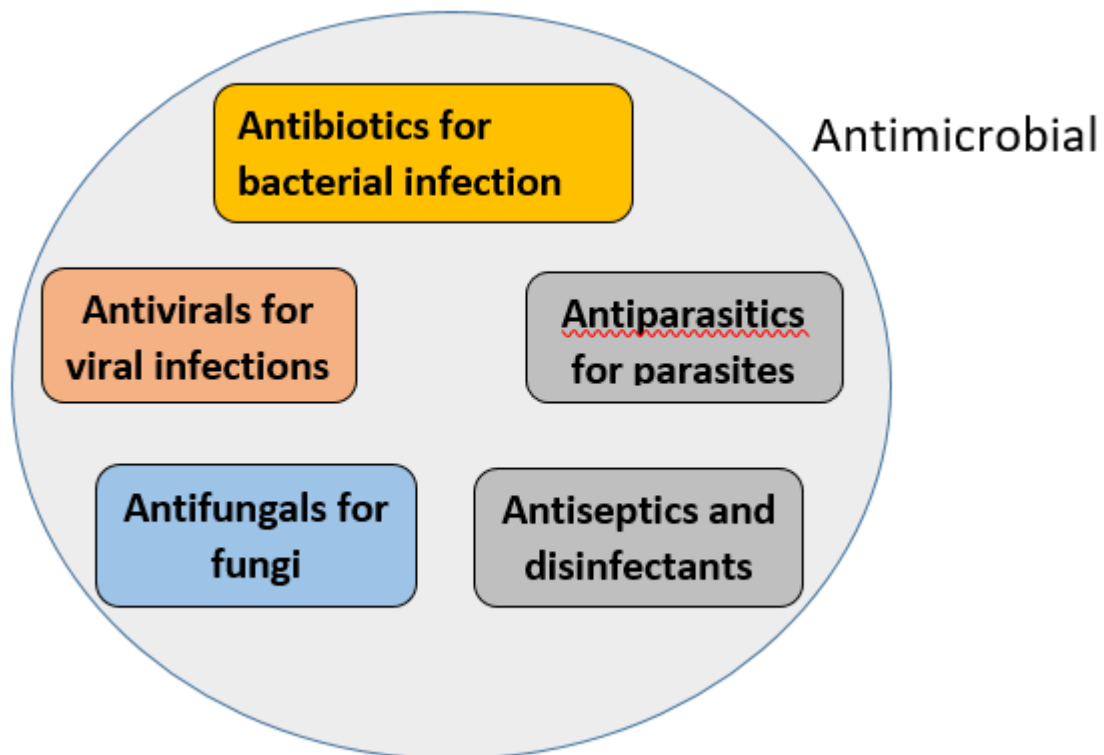 Antibiotics for
bacterial infection
Antimicrobial
Antivirals for
viral infections
Antiparasitics
for parasites
Antifungals for
fungi
Antiseptics and
disinfectants